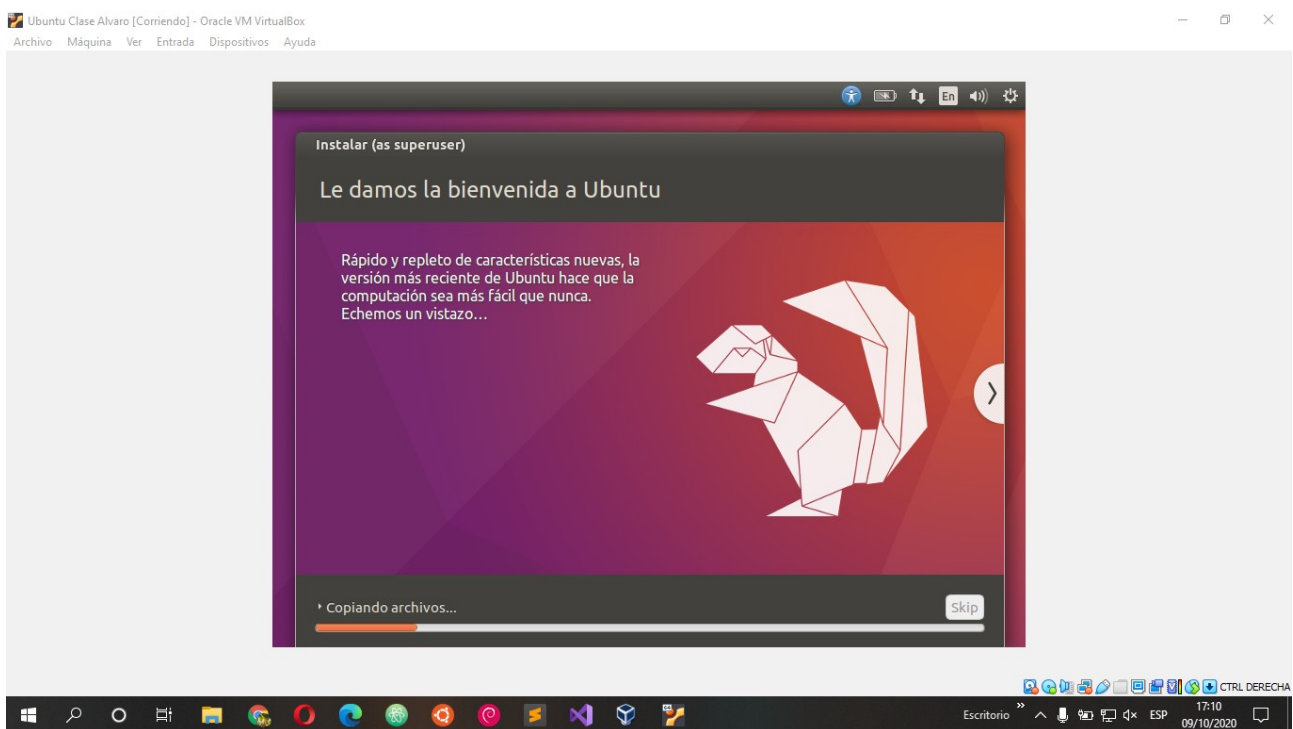 Ubuntu Clase Alvaro [Corriendo] - Oracle VM VirtualBox
Archivo Máquina Ver Entrada Dispositivos Ayuda
En
Instalar (as superuser)
Le damos la bienvenida a Ubuntu
Rápido y repleto de características nuevas, la
versión más reciente de Ubuntu hace que la
computación sea más fácil que nunca.
Echemos un vistazo…
Copiando archivos...
Skip
CTRL DERECHA
Escritorio
ESP
17:10
09/10/2020